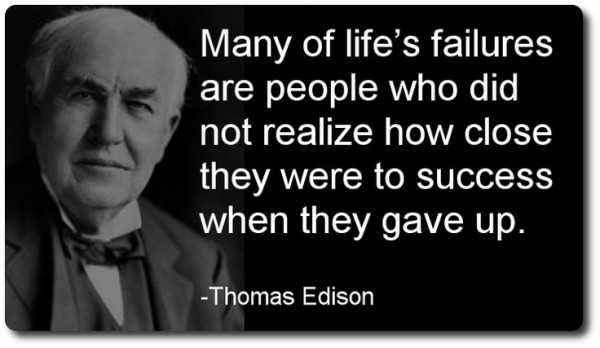 Many of life’s failures
are people who did
not realize how close
they were to success
when they gave up.
-Thomas Edison